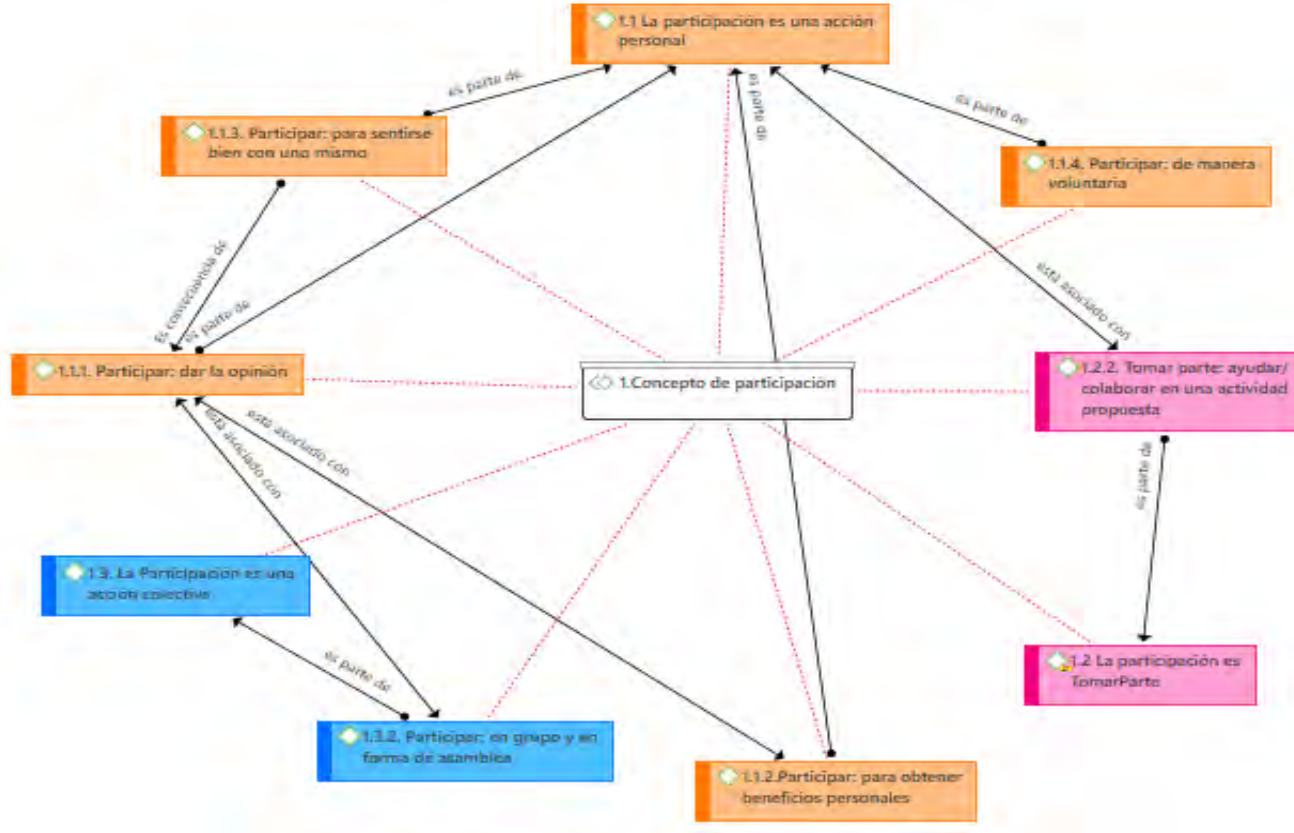 1.1 La participación es una acción
personal
es parte de
es parte de
es parte de
1.1.3. Participar: para sentirse
bien con uno mismo
1.1.4. Participar: de manera
voluntaria
Es consecuencia de
es parte de
está asociado con
1.1.1. Participar: dar la opinión
1.Concepto de participación
1.2.2. Tomar parte: ayudar/
colaborar en una actividad
propuesta
está asociado con
está asociado con
es parte de
1.3. La Participación es una
acción colectiva
es parte de
1.2 La participación es
TomarParte
1.3.2. Participar: en grupo y en
forma de asamblea
1.1.2.Participar: para obtener
beneficios personales